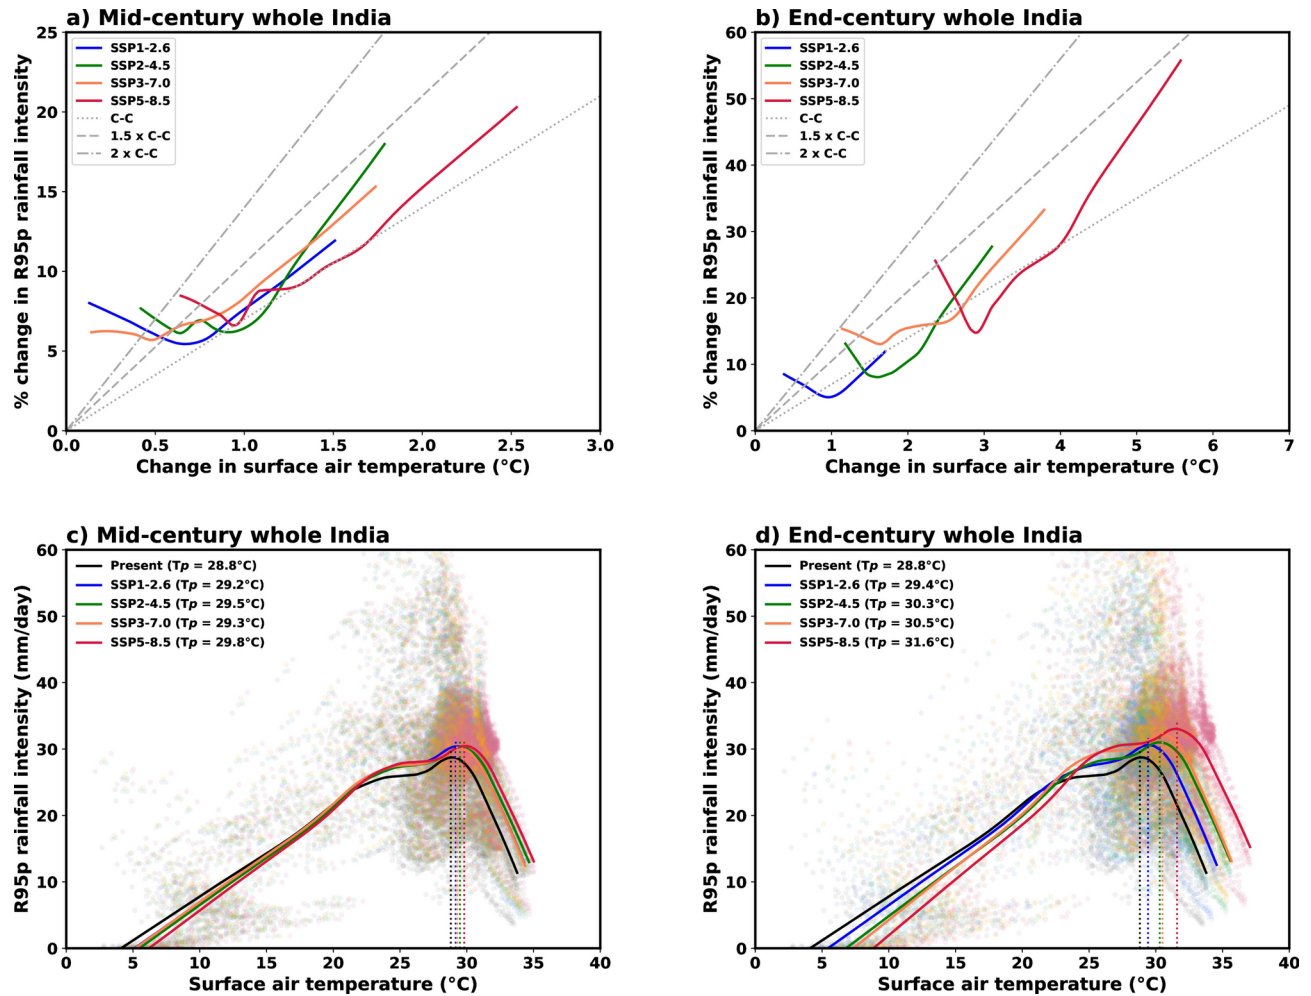 a) Mid-century whole India
% change in R95p rainfall intensity
25
20
15
10
5
0
SSP1-2.6
SSP2-4.5
SSP3-7.0
SSP5-8.5
C-C
1.5 x C-C
2 x C-C
0.0 0.5 1.0 1.5 2.0 2.5 3.0
Change in surface air temperature (°C)
b) End-century whole India
% change in R95p rainfall intensity
60
50
40
30
20
10
0
SSP1-2.6
SSP2-4.5
SSP3-7.0
SSP5-8.5
C-C
1.5 x C-C
2 x C-C
0 1 2 3 4 5 6 7
Change in surface air temperature (°C)
c) Mid-century whole India
R95p rainfall intensity (mm/day)
60
50
40
30
20
10
0
Present (Tp = 28.8°C)
SSP1-2.6 (Tp = 29.2°C)
SSP2-4.5 (Tp = 29.5°C)
SSP3-7.0 (Tp = 29.3°C)
SSP5-8.5 (Tp = 29.8°C)
0 5 10 15 20 25 30 35 40
Surface air temperature (°C)
d) End-century whole India
R95p rainfall intensity (mm/day)
60
50
40
30
20
10
0
Present (Tp = 28.8°C)
SSP1-2.6 (Tp = 29.4°C)
SSP2-4.5 (Tp = 30.3°C)
SSP3-7.0 (Tp = 30.5°C)
SSP5-8.5 (Tp = 31.6°C)
0 5 10 15 20 25 30 35 40
Surface air temperature (°C)